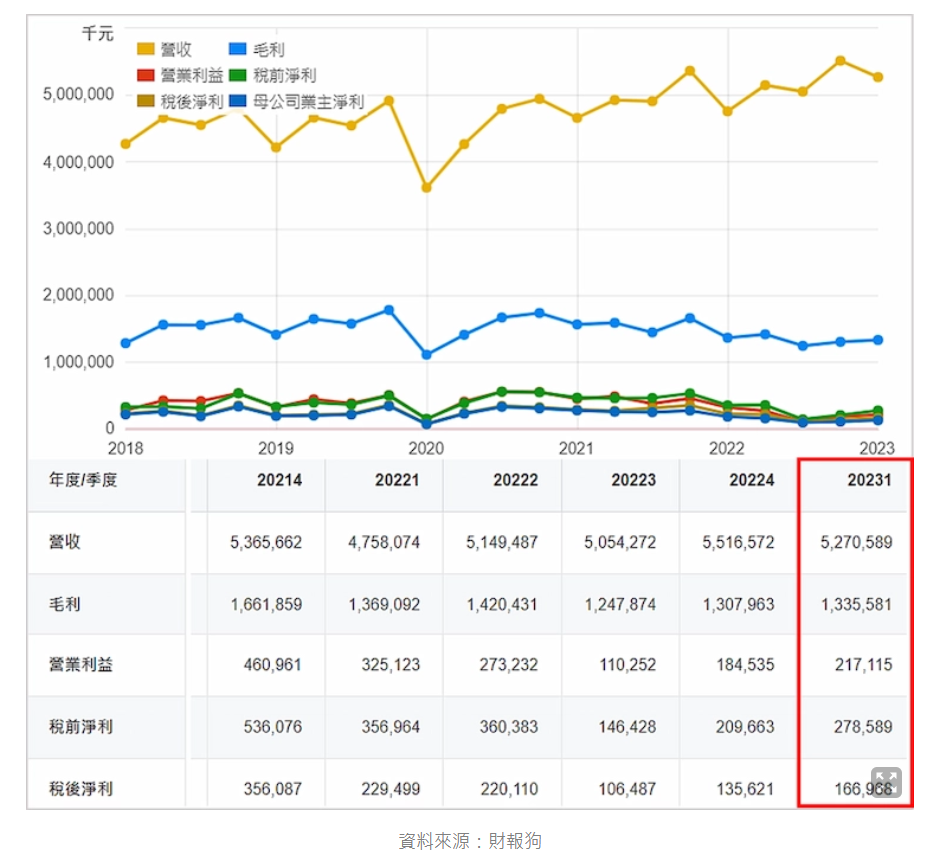 千元
營收 毛利
營業利益 稅前淨利
稅後淨利 母公司業主淨利
5,000,000
4,000,000
3,000,000
2,000,000
1,000,000
0
2018 2019 2020 2021 2022 2023
年度/季度 20214 20221 20222 20223 20224 20231
營收 5,365,662 4,758,074 5,149,487 5,054,272 5,516,572 5,270,589
毛利 1,661,859 1,369,092 1,420,431 1,247,874 1,307,963 1,335,581
營業利益 460,961 325,123 273,232 110,252 184,535 217,115
稅前淨利 536,076 356,964 360,383 146,428 209,663 278,589
稅後淨利 356,087 229,499 220,110 106,487 135,621 166,968
資料來源：財報狗